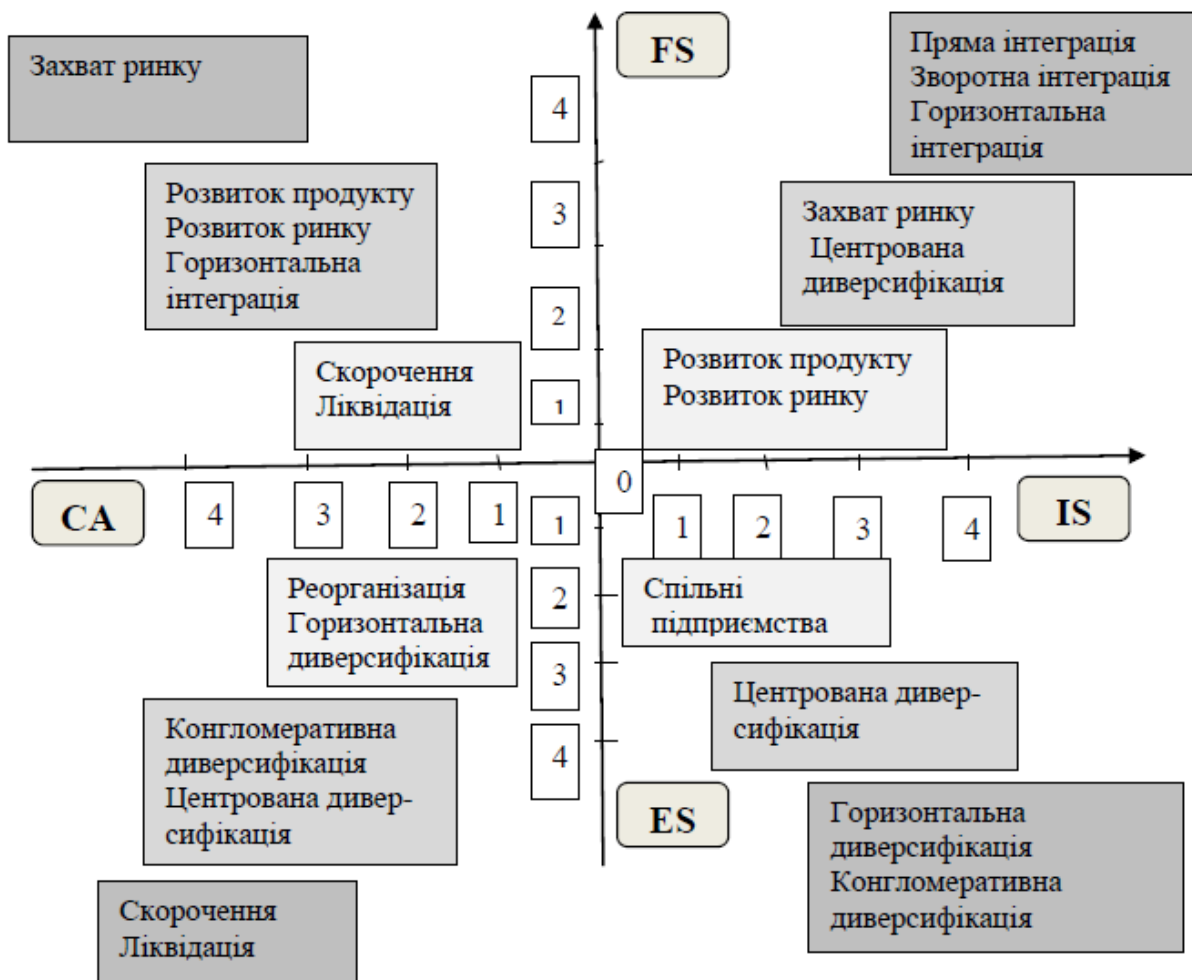 FS
Захват ринку
Пряма інтеграція
Зворотна інтеграція
Горизонтальна
інтеграція
4
Розвиток продукту
Розвиток ринку
Горизонтальна
інтеграція
3
Захват ринку
Центрована
диверсифікація
2
Скорочення
Ліквідація
1
Розвиток продукту
Розвиток ринку
0
CA
4
3
2
1
1
1
2
3
4
IS
Реорганізація
Горизонтальна
диверсифікація
2
Спільні
підприємства
3
Конгломеративна
диверсифікація
Центрована дивер-
сифікація
4
Центрована дивер-
сифікація
ES
Горизонтальна
диверсифікація
Конгломеративна
диверсифікація
Скорочення
Ліквідація